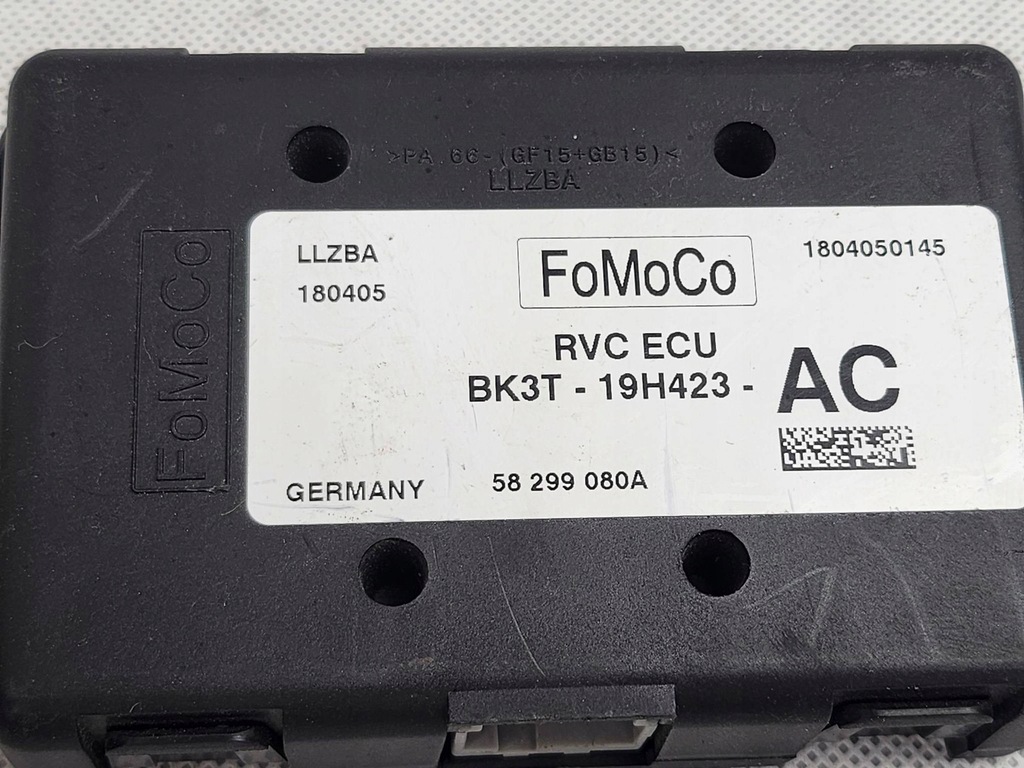 >PA 66-(GF15+GB15)<
LLZBA
FoMoCo
LLZBA
180405
FoMoCo
1804050145
RVC ECU
BK3T - 19H423 - AC
GERMANY
58 299 080A